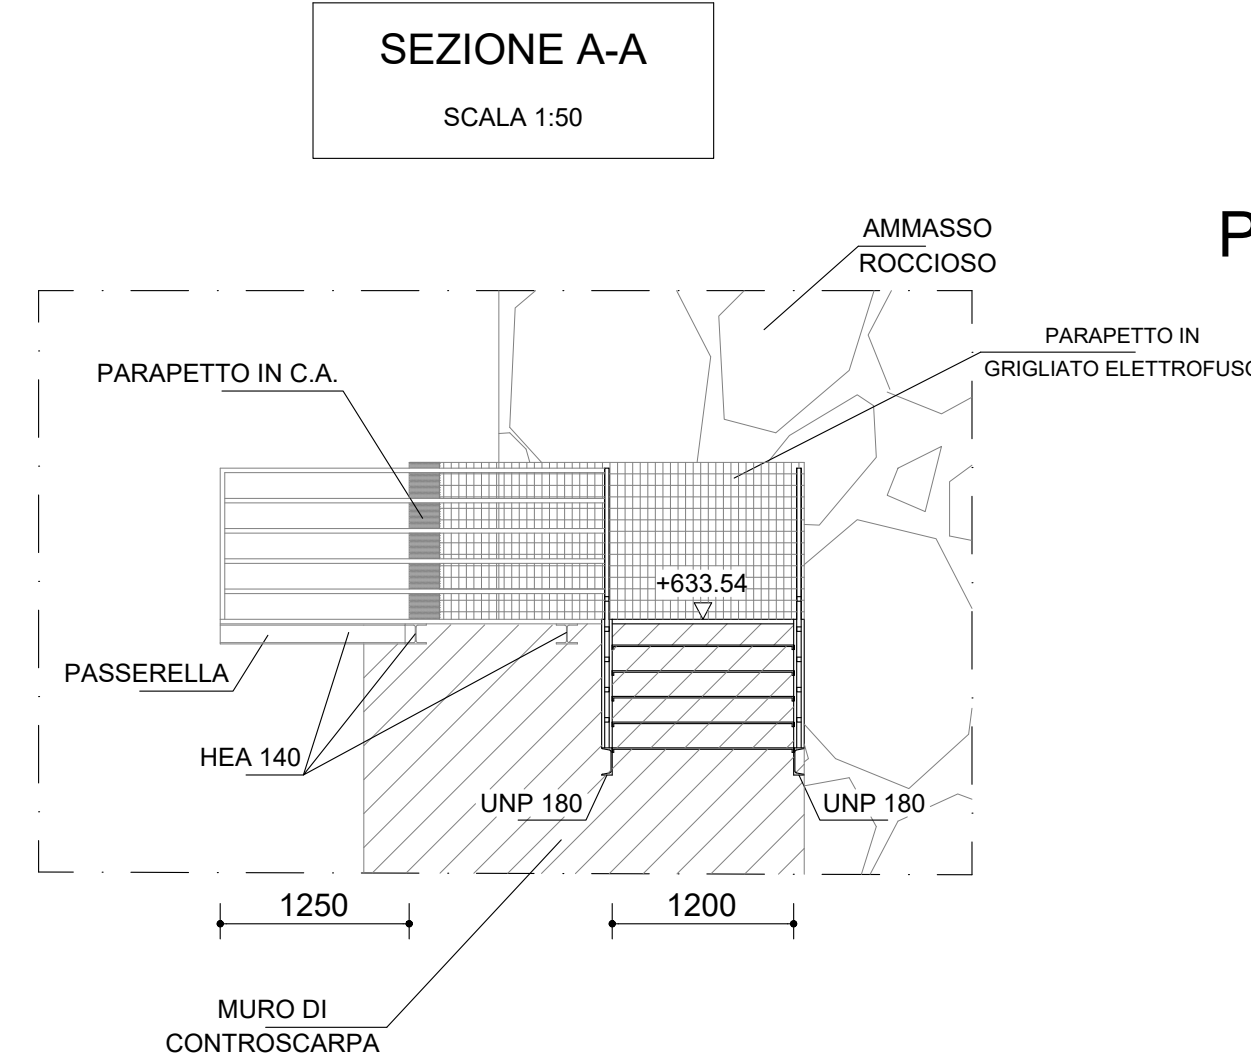 SEZIONE A-A
SCALA 1:50
P
AMMASSO
ROCCIOSO
PARAPETTO IN
GRIGLIATO ELETTROFUSO
PARAPETTO IN C.A.
+633.54
PASSERELLA
HEA 140
UNP 180
UNP 180
1250
1200
MURO DI
CONTROSCARPA